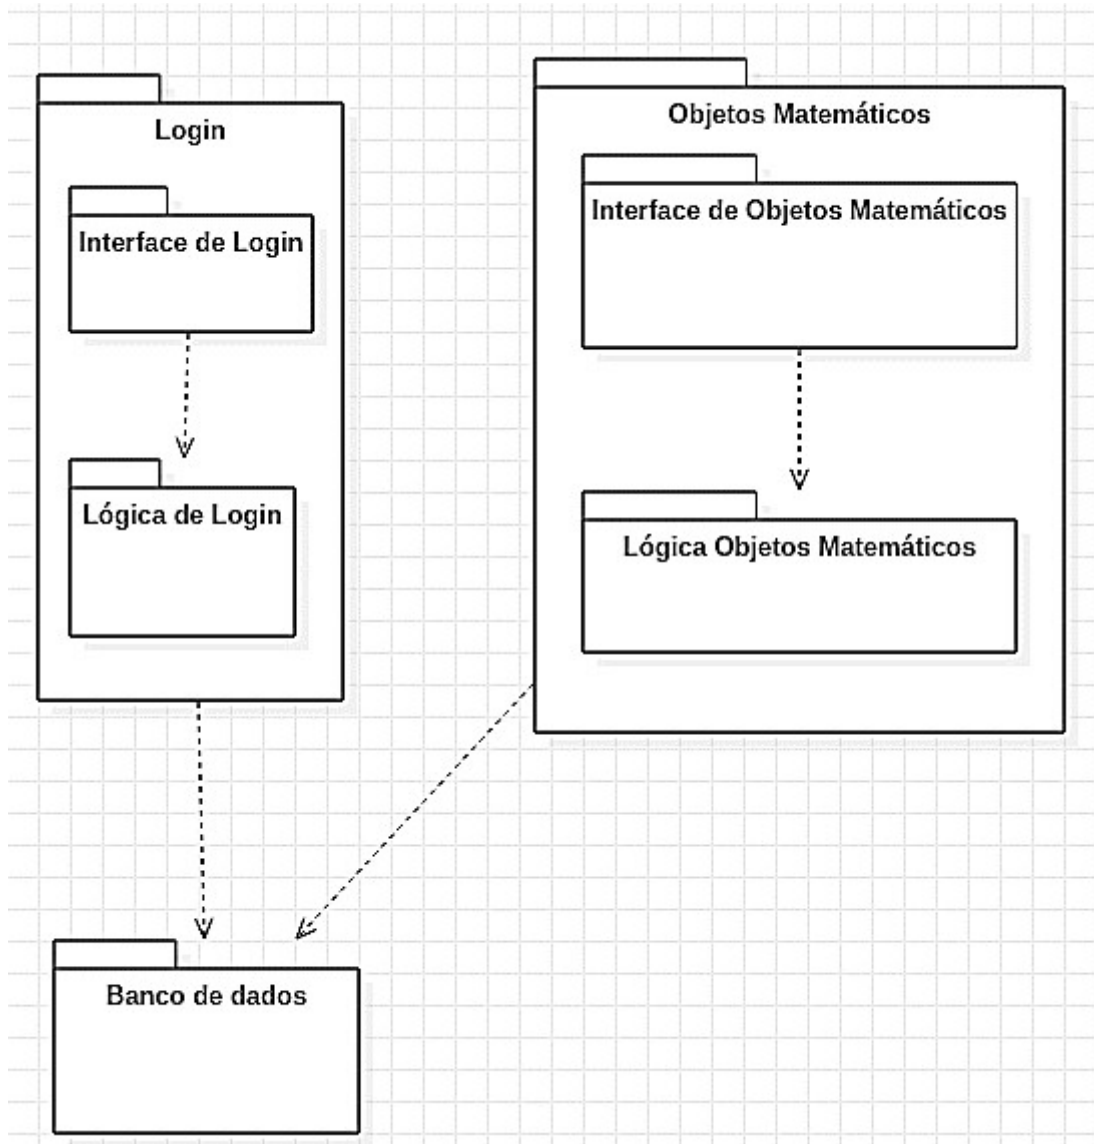 Login
Interface de Login
Lógica de Login
Objetos Matemáticos
Interface de Objetos Matemáticos
Lógica Objetos Matemáticos
Banco de dados